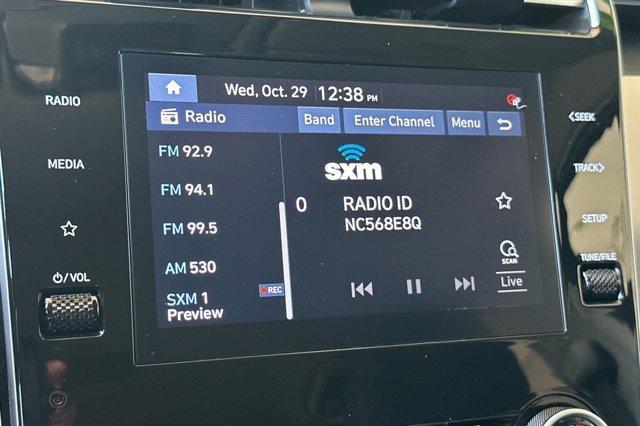 Wed, Oct. 29 12:38 PM
Radio Band Enter Channel Menu
FM 92.9
FM 94.1
FM 99.5
AM 530
SXM 1 REC
Preview
sxm
0 RADIO ID
NC568E8Q
SCAN
Live
RADIO
MEDIA
VOL
SEEK
TRACK
SETUP
TUNE/FILE